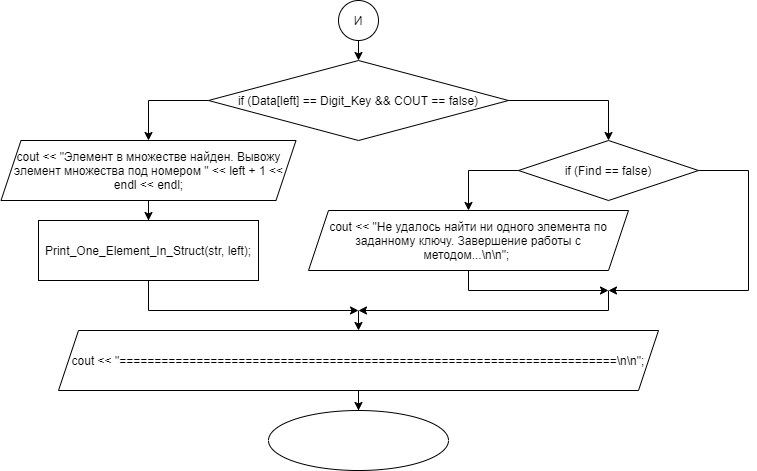 И
if (Data[left] == Digit_Key && COUT == false)
cout << "Элемент в множестве найден. Вывожу
элемент множества под номером " << left + 1 <<
endl << endl;
if (Find == false)
Print_One_Element_In_Struct(str, left);
cout << "Не удалось найти ни одного элемента по
заданному ключу. Завершение работы с
методом...\n\n";
cout << "===========================================================================\n\n";